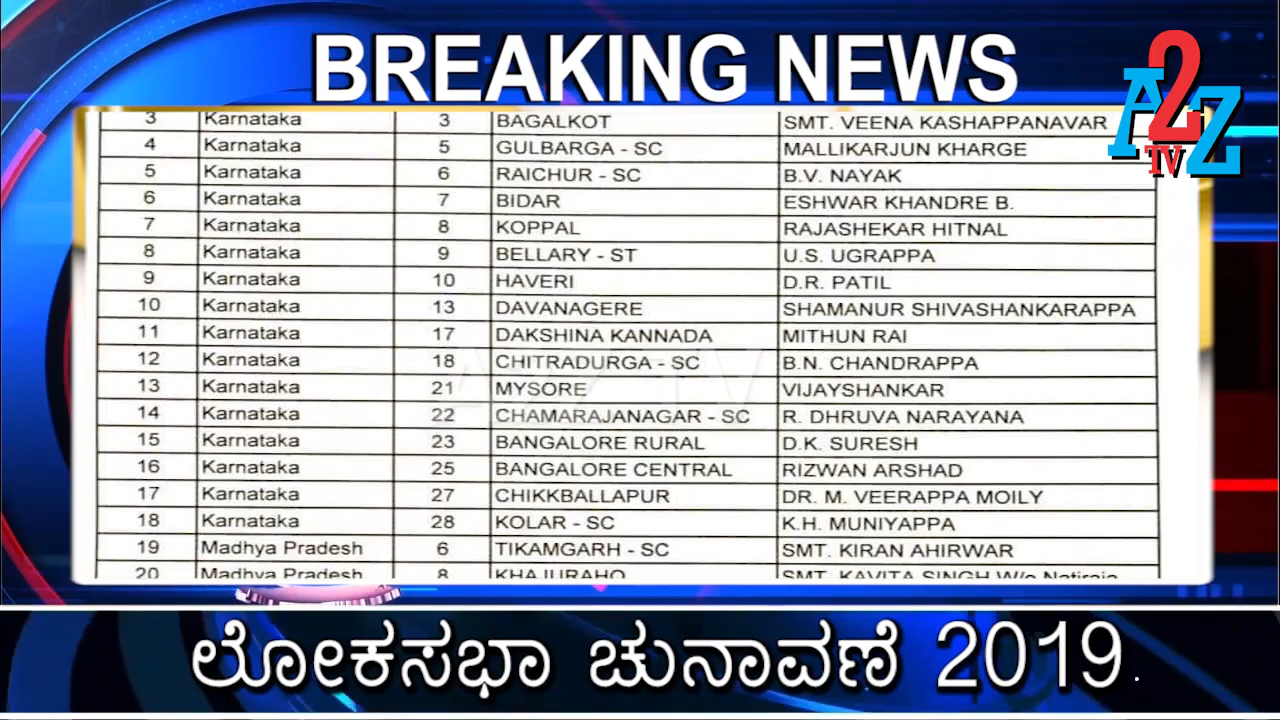 BREAKING NEWS
A2Z
TV
3 Karnataka 3 BAGALKOT SMT. VEENA KASHAPPANAVAR
4 Karnataka 5 GULBARGA - SC MALLIKARJUN KHARGE
5 Karnataka 6 RAICHUR - SC B.V. NAYAK
6 Karnataka 7 BIDAR ESHWAR KHANDRE B.
7 Karnataka 8 KOPPAL RAJASHEKAR HITNAL
8 Karnataka 9 BELLARY - ST U.S. UGRAPPA
9 Karnataka 10 HAVERI D.R. PATIL
10 Karnataka 13 DAVANAGERE SHAMANUR SHIVASHANKARAPPA
11 Karnataka 17 DAKSHINA KANNADA MITHUN RAI
12 Karnataka 18 CHITRADURGA - SC B.N. CHANDRAPPA
13 Karnataka 21 MYSORE VIJAYSHANKAR
14 Karnataka 22 CHAMARAJANAGAR - SC R. DHRUVA NARAYANA
15 Karnataka 23 BANGALORE RURAL D.K. SURESH
16 Karnataka 25 BANGALORE CENTRAL RIZWAN ARSHAD
17 Karnataka 27 CHIKKBALLAPUR DR. M. VEERAPPA MOILY
18 Karnataka 28 KOLAR - SC K.H. MUNIYAPPA
19 Madhya Pradesh 6 TIKAMGARH - SC SMT. KIRAN AHIRWAR
20 Madhya Pradesh 8 KHAJURAHO SMT. KAVITA SINGH W/o Natiraja
ಲೋಕಸಭಾ ಚುನಾವಣೆ 2019.